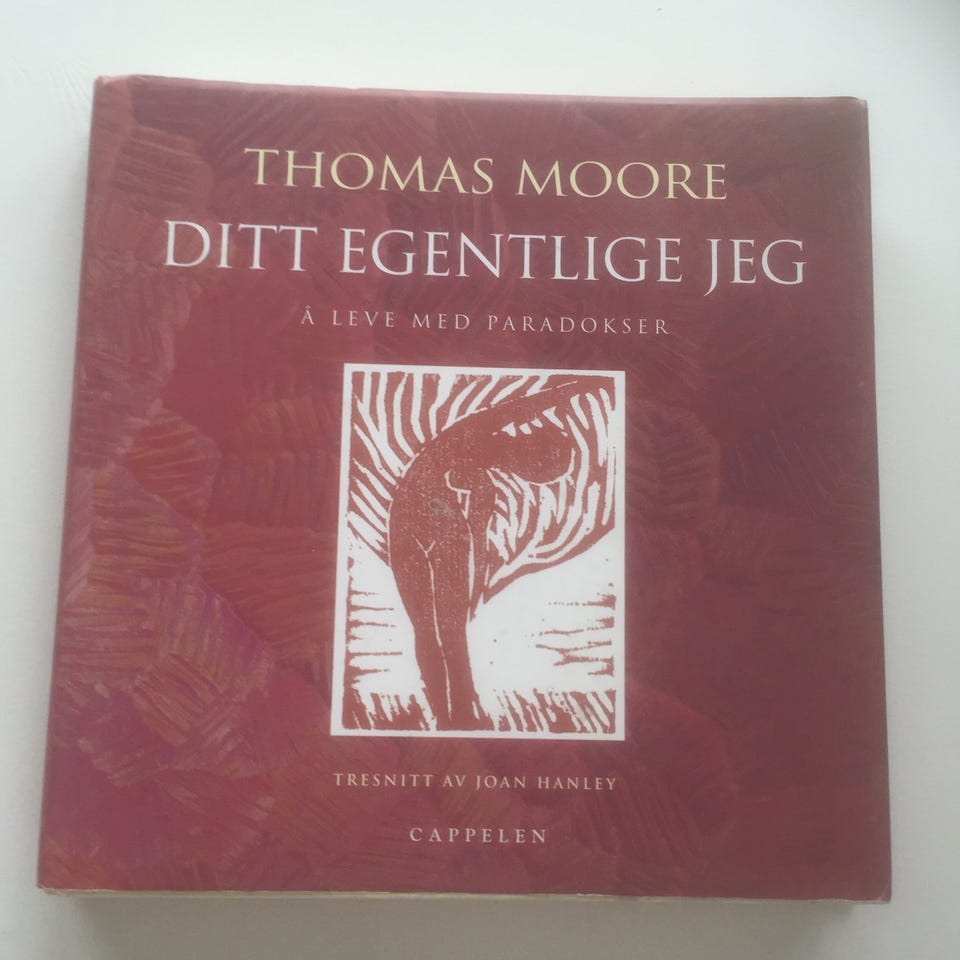 THOMAS MOORE
DITT EGENTLIGE JEG
Å LEVE MED PARADOKSER
TRESNITT AV JOAN HANLEY
CAPPELEN